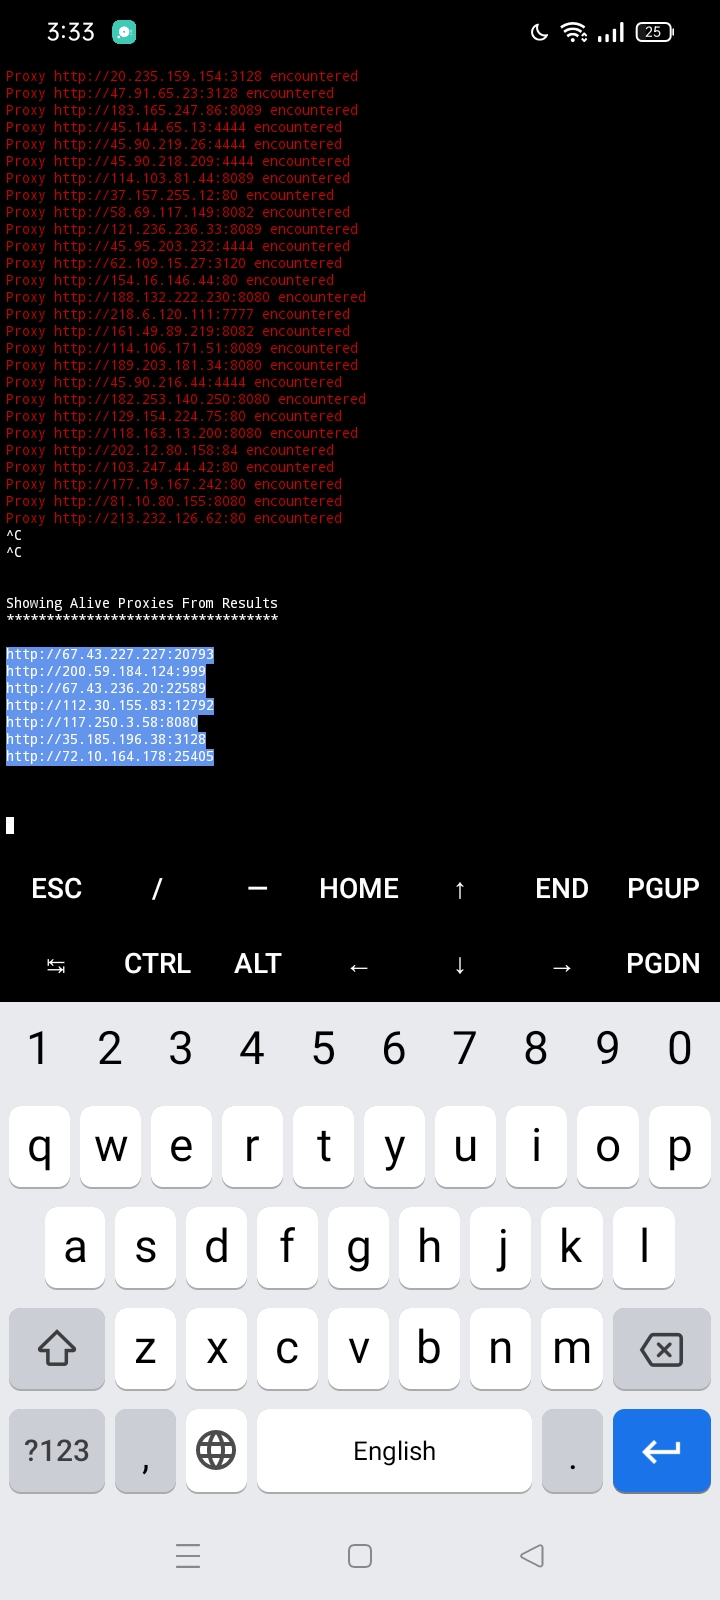 3:33
25
Proxy http://20.235.159.154:3128 encountered
Proxy http://47.91.65.23:3128 encountered
Proxy http://183.165.247.86:8089 encountered
Proxy http://45.144.65.13:4444 encountered
Proxy http://45.90.219.26:4444 encountered
Proxy http://45.90.218.209:4444 encountered
Proxy http://114.103.81.44:8089 encountered
Proxy http://37.157.255.12:80 encountered
Proxy http://58.69.117.149:8082 encountered
Proxy http://121.236.236.33:8089 encountered
Proxy http://45.95.203.232:4444 encountered
Proxy http://62.109.15.27:3120 encountered
Proxy http://154.16.146.44:80 encountered
Proxy http://188.132.222.230:8080 encountered
Proxy http://218.6.120.111:7777 encountered
Proxy http://161.49.89.219:8082 encountered
Proxy http://114.106.171.51:8089 encountered
Proxy http://189.203.181.34:8080 encountered
Proxy http://45.90.216.44:4444 encountered
Proxy http://182.253.140.250:8080 encountered
Proxy http://129.154.224.75:80 encountered
Proxy http://118.163.13.200:8080 encountered
Proxy http://202.12.80.158:84 encountered
Proxy http://103.247.44.42:80 encountered
Proxy http://177.19.167.242:80 encountered
Proxy http://81.10.80.155:8080 encountered
Proxy http://213.232.126.62:80 encountered
^C
^C
Showing Alive Proxies From Results
**********************************
http://67.43.227.227:20793
http://200.59.184.124:999
http://67.43.236.20:22589
http://112.30.155.83:12792
http://117.250.3.58:8080
http://35.185.196.38:3128
http://72.10.164.178:25405
ESC / — HOME ↑ END PGUP
↹ CTRL ALT ← ↓ → PGDN
1 2 3 4 5 6 7 8 9 0
q w e r t y u i o p
a s d f g h j k l
z x c v b n m
?123 , English .